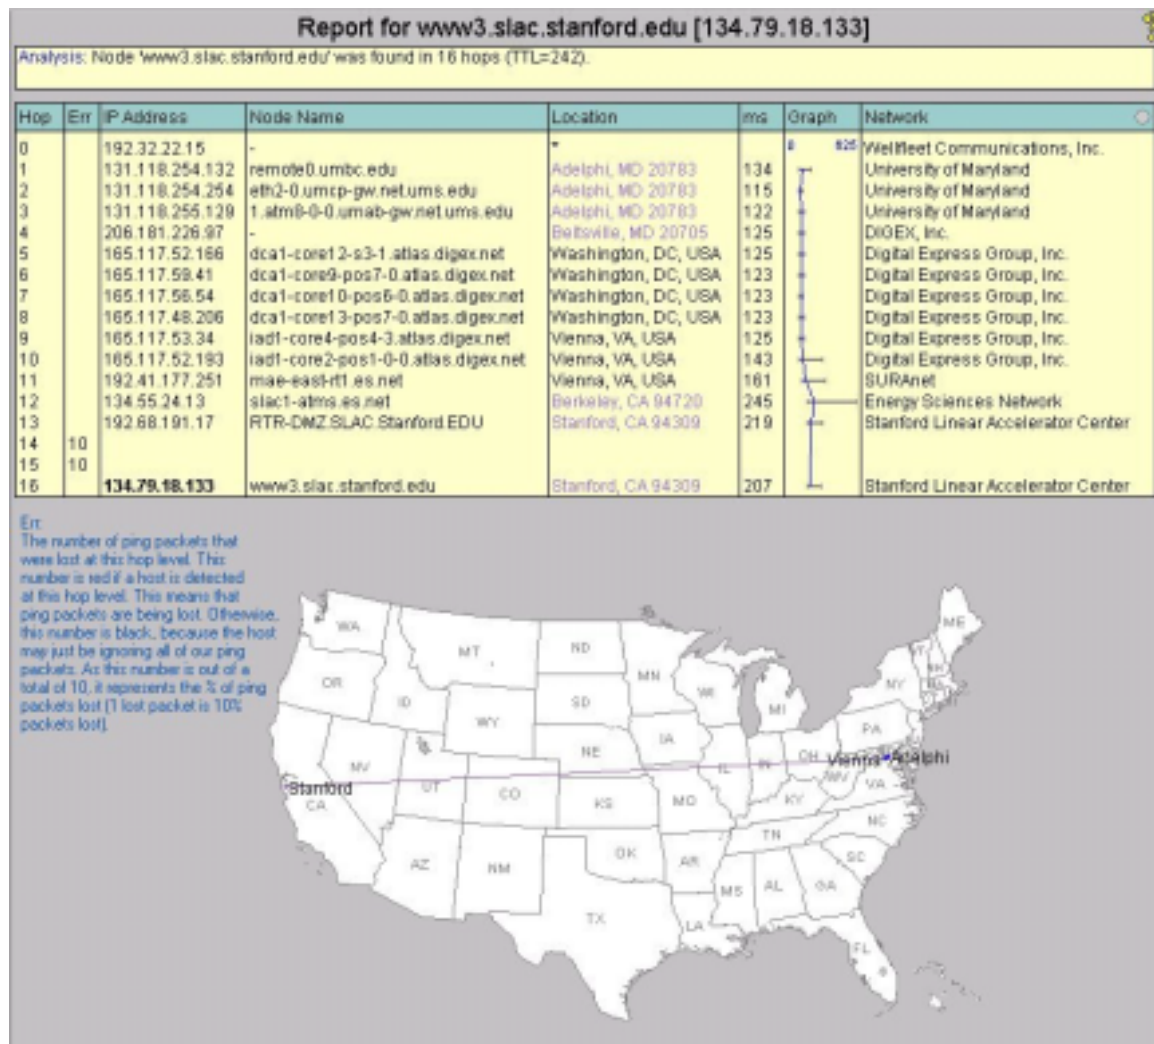 Report for www3.slac.stanford.edu [134.79.18.133]
Analysis: Node 'www3.slac.stanford.edu' was found in 16 hops (TTL=242).
Hop Err IP Address Node Name Location ms Graph Network
0 192.32.22.15 - * 0 825 Wellfleet Communications, Inc.
1 131.118.254.132 remote0.umbc.edu Adelphi, MD 20783 134 University of Maryland
2 131.118.254.254 eth2-0.umcp-gw.net.ums.edu Adelphi, MD 20783 115 University of Maryland
3 131.118.255.129 1.atm8-0-0.umab-gw.net.ums.edu Adelphi, MD 20783 122 University of Maryland
4 206.181.226.97 - Beltsville, MD 20705 125 DIGEX, Inc.
5 165.117.52.166 dca1-core12-s3-1.atlas.digex.net Washington, DC, USA 125 Digital Express Group, Inc.
6 165.117.59.41 dca1-core9-pos7-0.atlas.digex.net Washington, DC, USA 123 Digital Express Group, Inc.
7 165.117.56.54 dca1-core10-pos6-0.atlas.digex.net Washington, DC, USA 123 Digital Express Group, Inc.
8 165.117.48.206 dca1-core13-pos7-0.atlas.digex.net Washington, DC, USA 123 Digital Express Group, Inc.
9 165.117.53.34 iad1-core4-pos4-3.atlas.digex.net Vienna, VA, USA 125 Digital Express Group, Inc.
10 165.117.52.193 iad1-core2-pos1-0-0.atlas.digex.net Vienna, VA, USA 143 Digital Express Group, Inc.
11 192.41.177.251 mae-east-rt1.es.net Vienna, VA, USA 161 SURAnet
12 134.55.24.13 slac1-atms.es.net Berkeley, CA 94720 245 Energy Sciences Network
13 192.68.191.17 RTR-DMZ.SLAC.Stanford.EDU Stanford, CA 94309 219 Stanford Linear Accelerator Center
14 10
15 10
16 134.79.18.133 www3.slac.stanford.edu Stanford, CA 94309 207 Stanford Linear Accelerator Center
Err:
The number of ping packets that
were lost at this hop level. This
number is red if a host is detected
at this hop level. This means that
ping packets are being lost. Otherwise,
this number is black, because the host
may just be ignoring all of our ping
packets. As this number is out of a
total of 10, it represents the % of ping
packets lost (1 lost packet is 10%
packets lost).
WA MT ND MN ME
OR ID SD WI MI NY
WY NE IA PA
NV UT CO IL IN OH Vienna Adelphi
Stanford KS MO KY WV VA
CA
AZ NM OK AR TN NC
SC
TX LA MS AL GA
FL